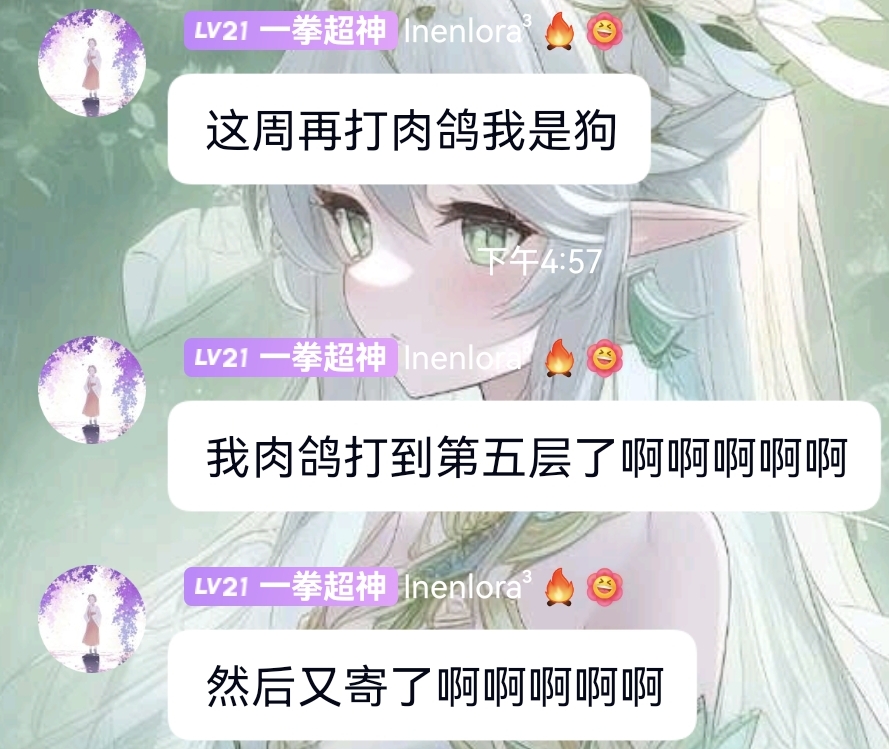 LV21 一拳超神 Inenlora³ 🔥 😆
这周再打肉鸽我是狗
下午4:57
LV21 一拳超神 Inenlora³ 🔥 😆
我肉鸽打到第五层了啊啊啊啊啊
LV21 一拳超神 Inenlora³ 🔥 😆
然后又寄了啊啊啊啊啊